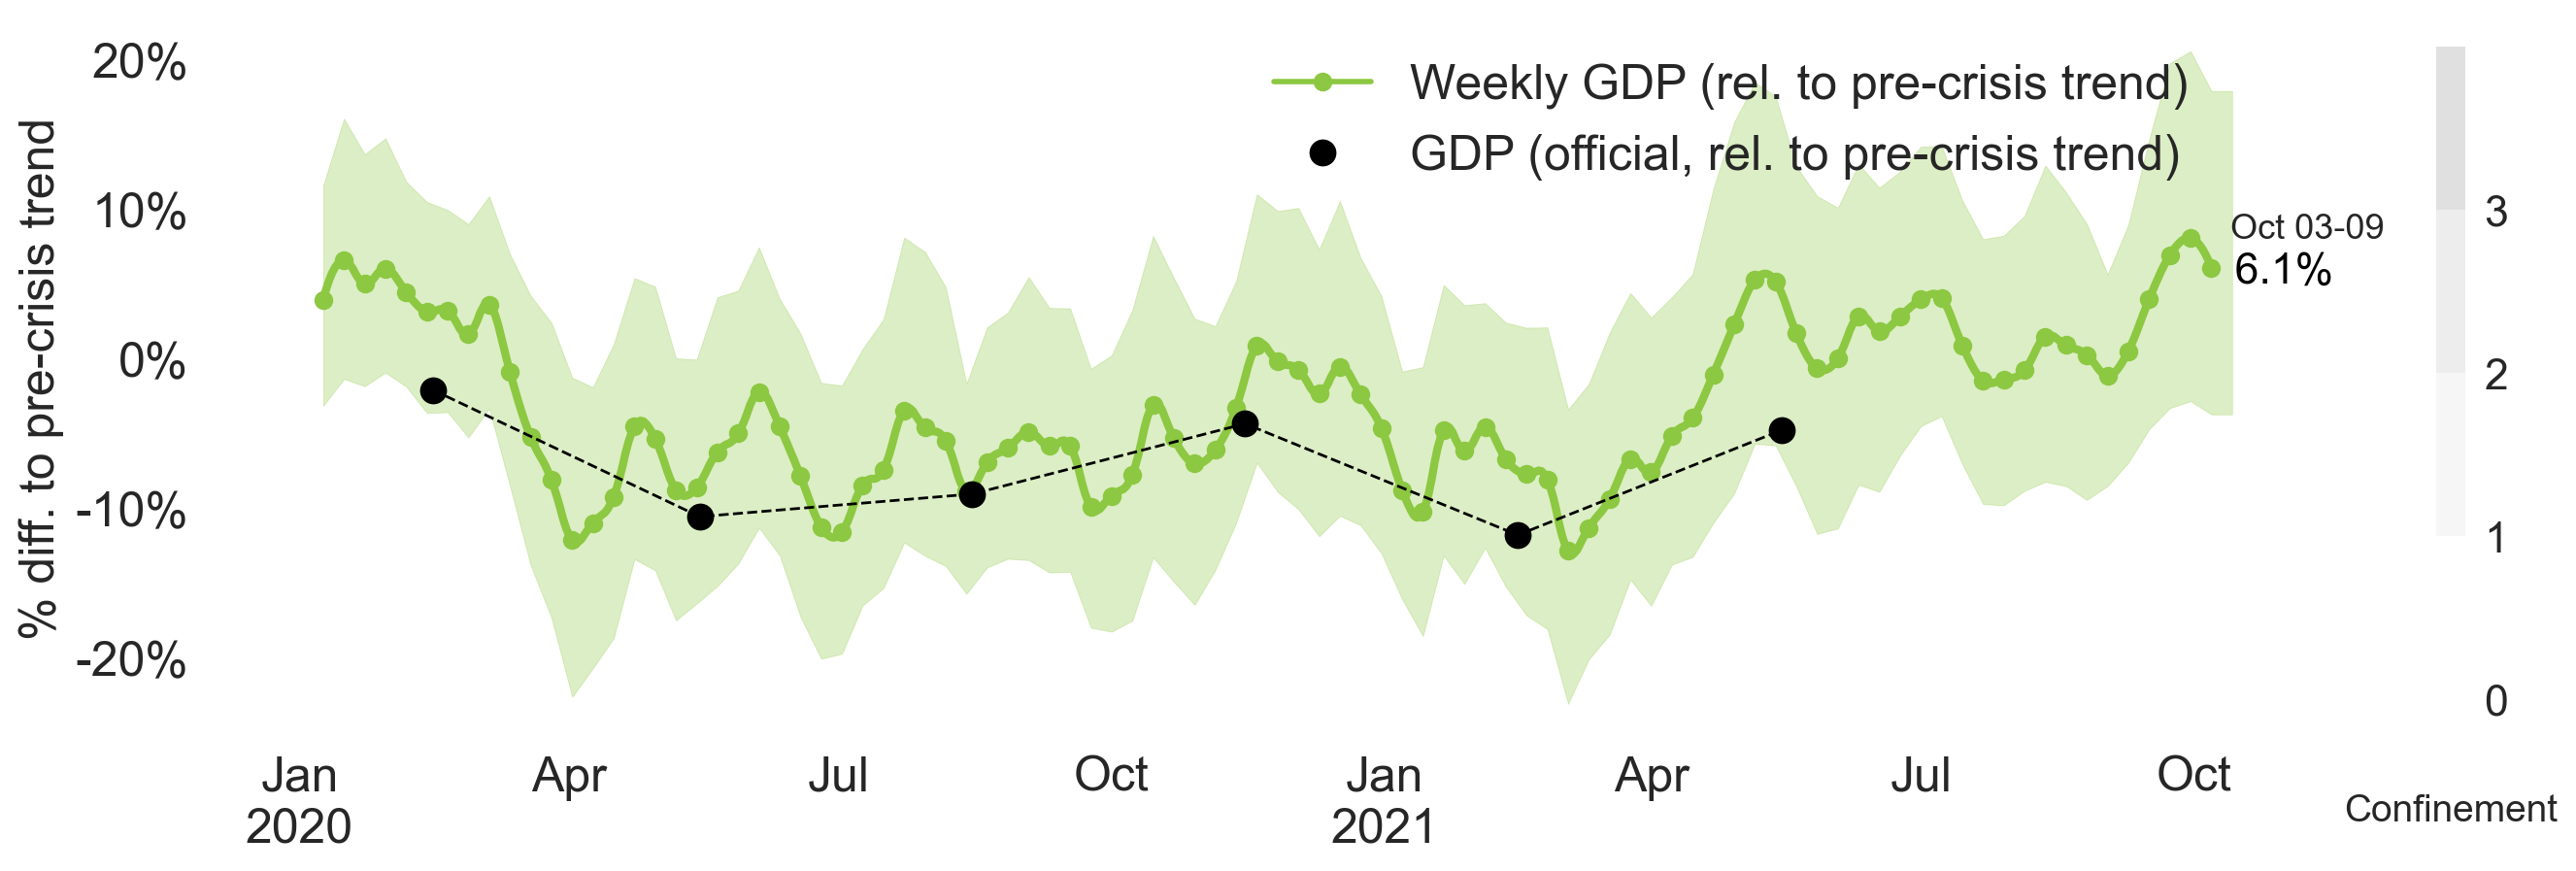 % diff. to pre-crisis trend
20%
10%
0%
-10%
-20%
Weekly GDP (rel. to pre-crisis trend)
GDP (official, rel. to pre-crisis trend)
Oct 03-09
6.1%
3
2
1
0
Confinement
Jan Apr Jul Oct Jan Apr Jul Oct
2020 2021